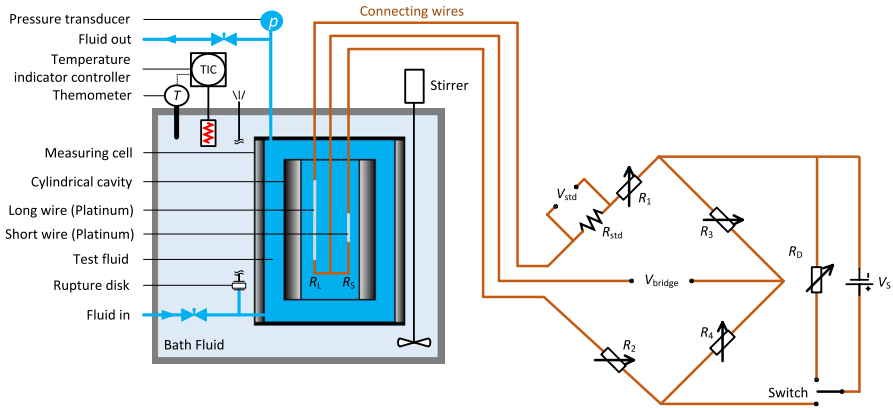 Pressure transducer
p
Connecting wires
Fluid out
Temperature
indicator controller
TIC
Themometer
T
\I/
Stirrer
Measuring cell
Cylindrical cavity
Long wire (Platinum)
Short wire (Platinum)
Test fluid
Rupture disk
Fluid in
Bath Fluid
RL
RS
Vstd
Rstd
R1
R3
RD
VS
Vbridge
R2
R4
Switch